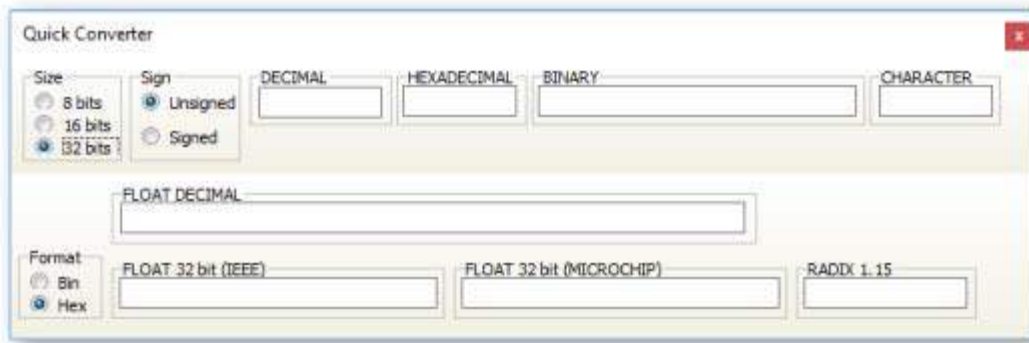 Quick Converter
x
Size
8 bits
16 bits
32 bits
Sign
Unsigned
Signed
DECIMAL
HEXADECIMAL
BINARY
CHARACTER
FLOAT DECIMAL
Format
Bin
Hex
FLOAT 32 bit (IEEE)
FLOAT 32 bit (MICROCHIP)
RADIX 1.15